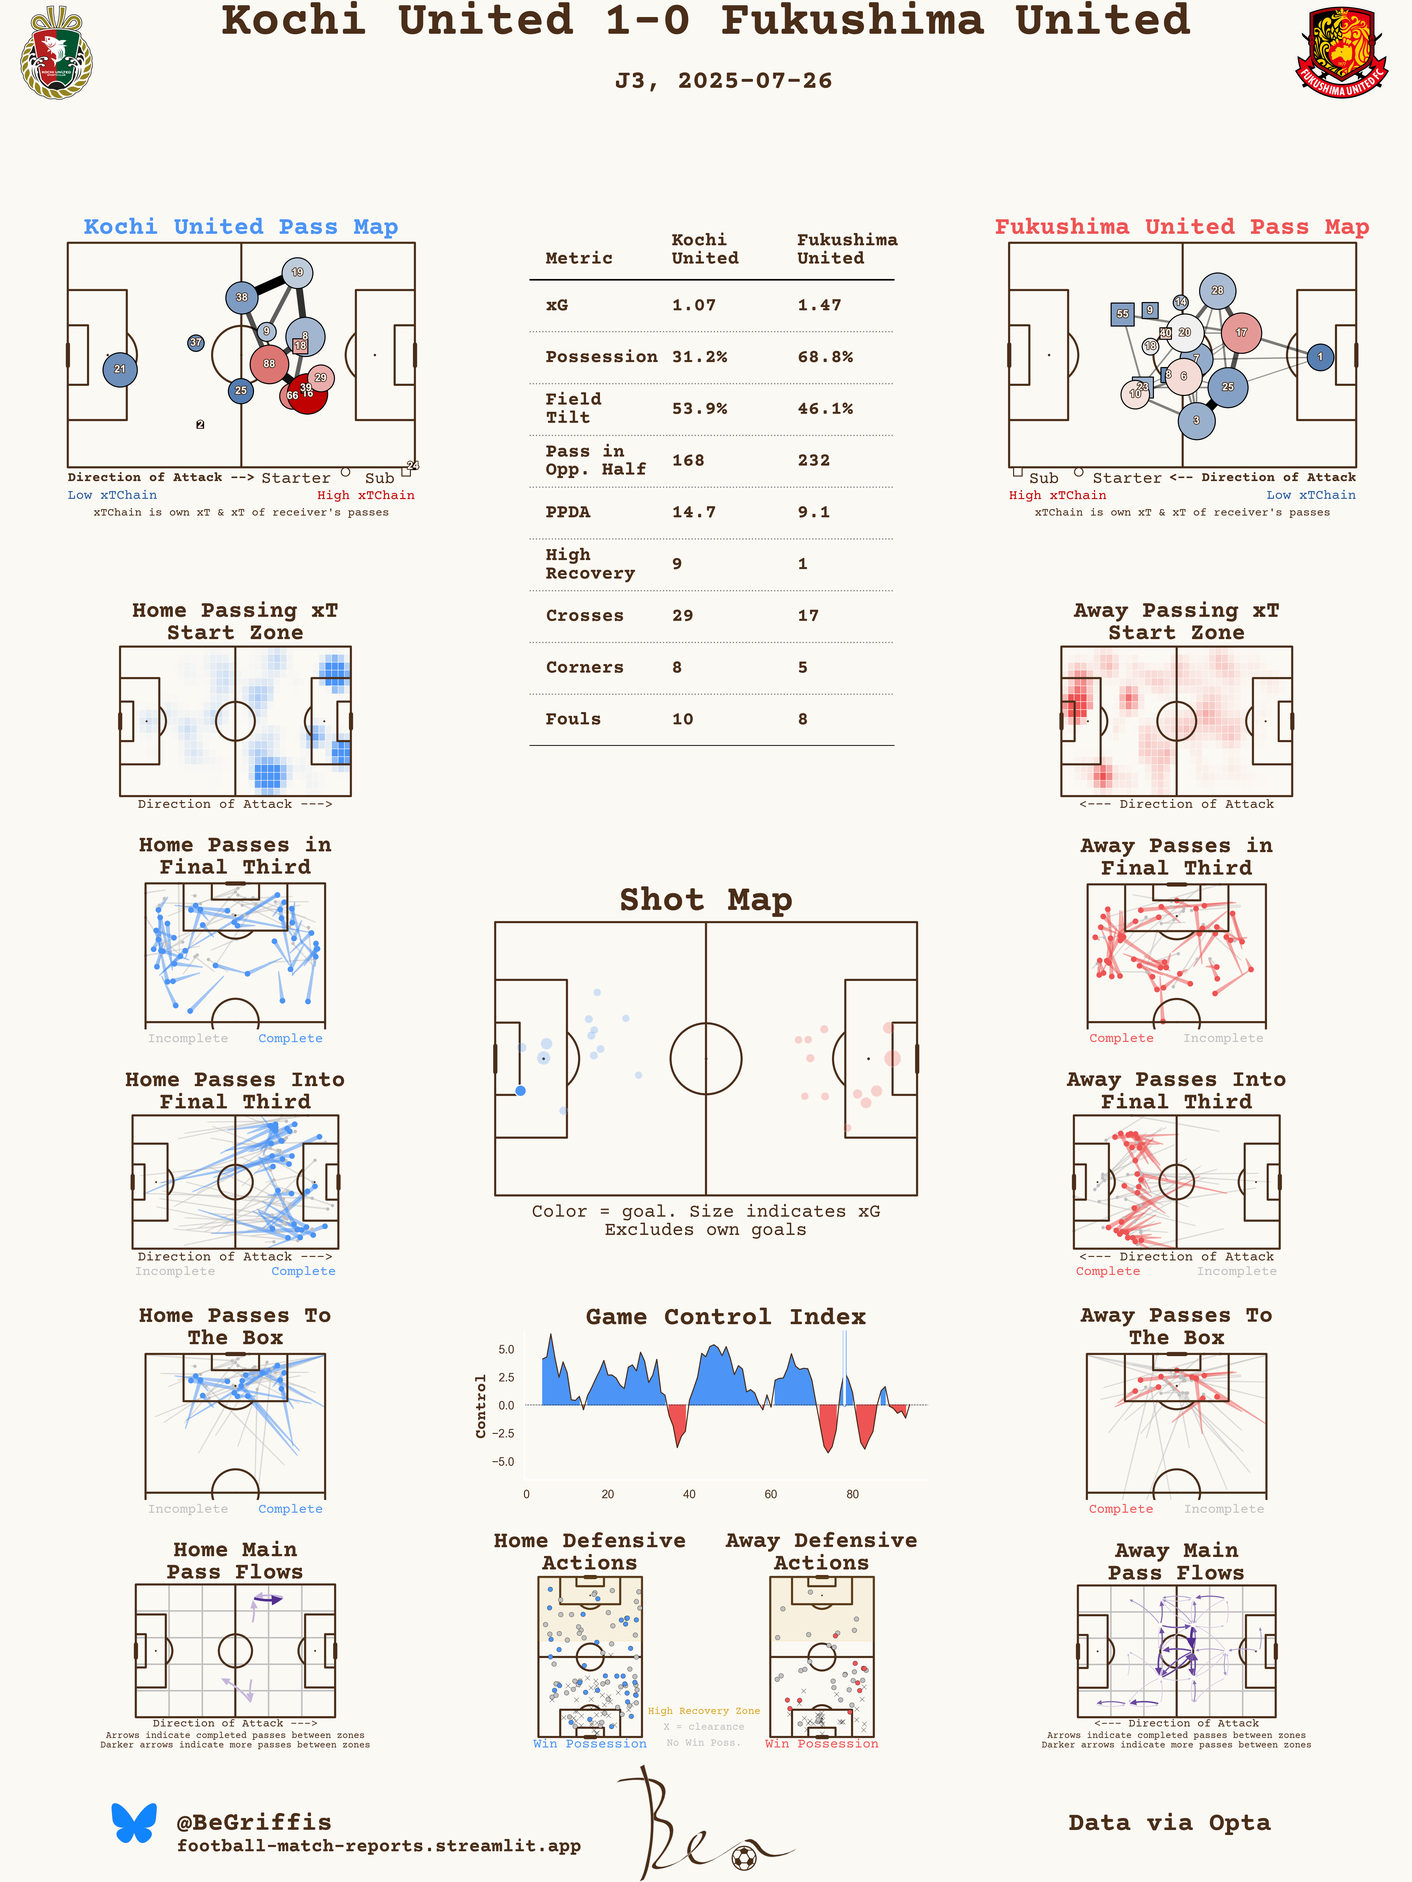 Kochi United 1-0 Fukushima United
J3, 2025-07-26
KOCHI UNITED
FUKUSHIMA UNITED FC
Kochi United Pass Map
19
38
9
8
18
37
88
21
25
29
39
66
16
2
24
Direction of Attack --> Starter Sub
Low xTChain High xTChain
xTChain is own xT & xT of receiver's passes
Metric Kochi United Fukushima United
xG 1.07 1.47
Possession 31.2% 68.8%
Field Tilt 53.9% 46.1%
Pass in Opp. Half 168 232
PPDA 14.7 9.1
High Recovery 9 1
Crosses 29 17
Corners 8 5
Fouls 10 8
Fukushima United Pass Map
28
14
9
55
40
20
17
18
7
1
8
6
23
10
25
3
Sub Starter <-- Direction of Attack
High xTChain Low xTChain
xTChain is own xT & xT of receiver's passes
Home Passing xT
Start Zone
Direction of Attack --->
Away Passing xT
Start Zone
<--- Direction of Attack
Home Passes in
Final Third
Incomplete Complete
Away Passes in
Final Third
Complete Incomplete
Shot Map
Color = goal. Size indicates xG
Excludes own goals
Home Passes Into
Final Third
Direction of Attack --->
Incomplete Complete
Away Passes Into
Final Third
<--- Direction of Attack
Complete Incomplete
Home Passes To
The Box
Incomplete Complete
Game Control Index
Control
5.0
2.5
0.0
−2.5
−5.0
0 20 40 60 80
Away Passes To
The Box
Complete Incomplete
Home Main
Pass Flows
Direction of Attack --->
Arrows indicate completed passes between zones
Darker arrows indicate more passes between zones
Home Defensive
Actions
Win Possession
High Recovery Zone
X = clearance
No Win Poss.
Away Defensive
Actions
Win Possession
Away Main
Pass Flows
<--- Direction of Attack
Arrows indicate completed passes between zones
Darker arrows indicate more passes between zones
@BeGriffis
football-match-reports.streamlit.app
Ben
Data via Opta